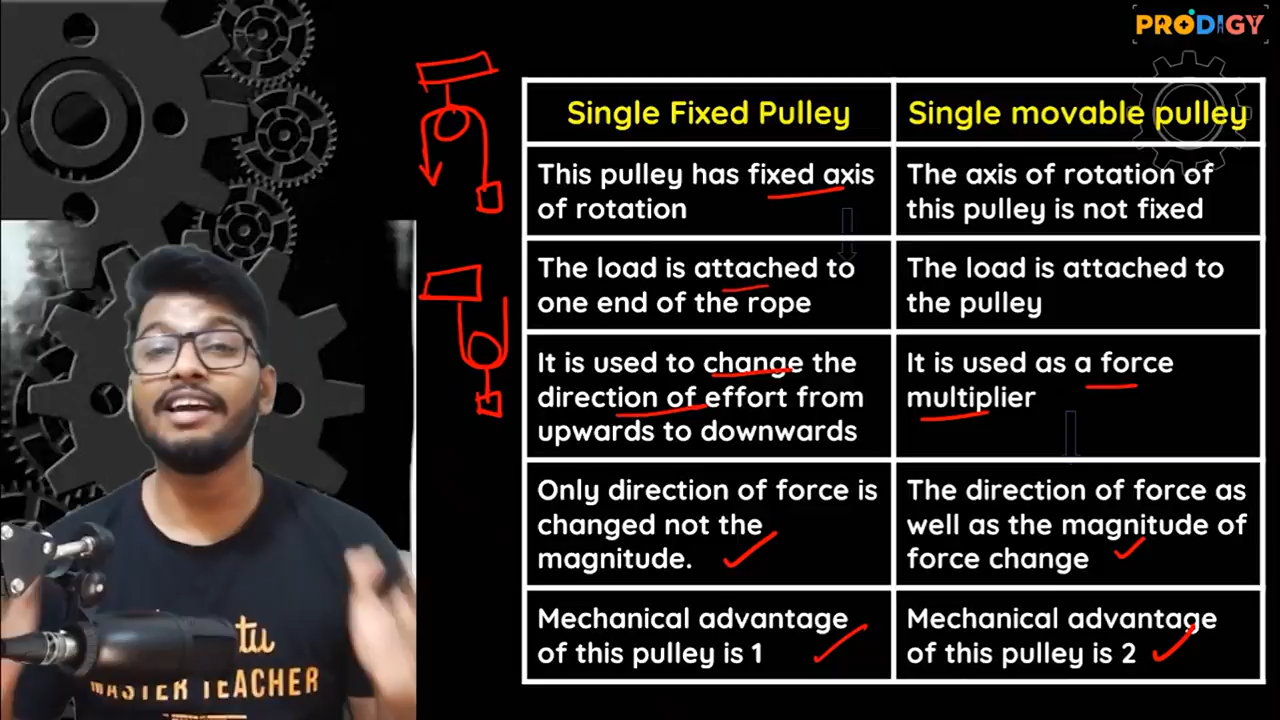 PRODIGY
Single Fixed Pulley
Single movable pulley
This pulley has fixed axis
of rotation
The axis of rotation of
this pulley is not fixed
The load is attached to
one end of the rope
The load is attached to
the pulley
It is used to change the
direction of effort from
upwards to downwards
It is used as a force
multiplier
Only direction of force is
changed not the
magnitude.
The direction of force as
well as the magnitude of
force change
Mechanical advantage
of this pulley is 1
Mechanical advantage
of this pulley is 2
tu
MASTER TEACHER